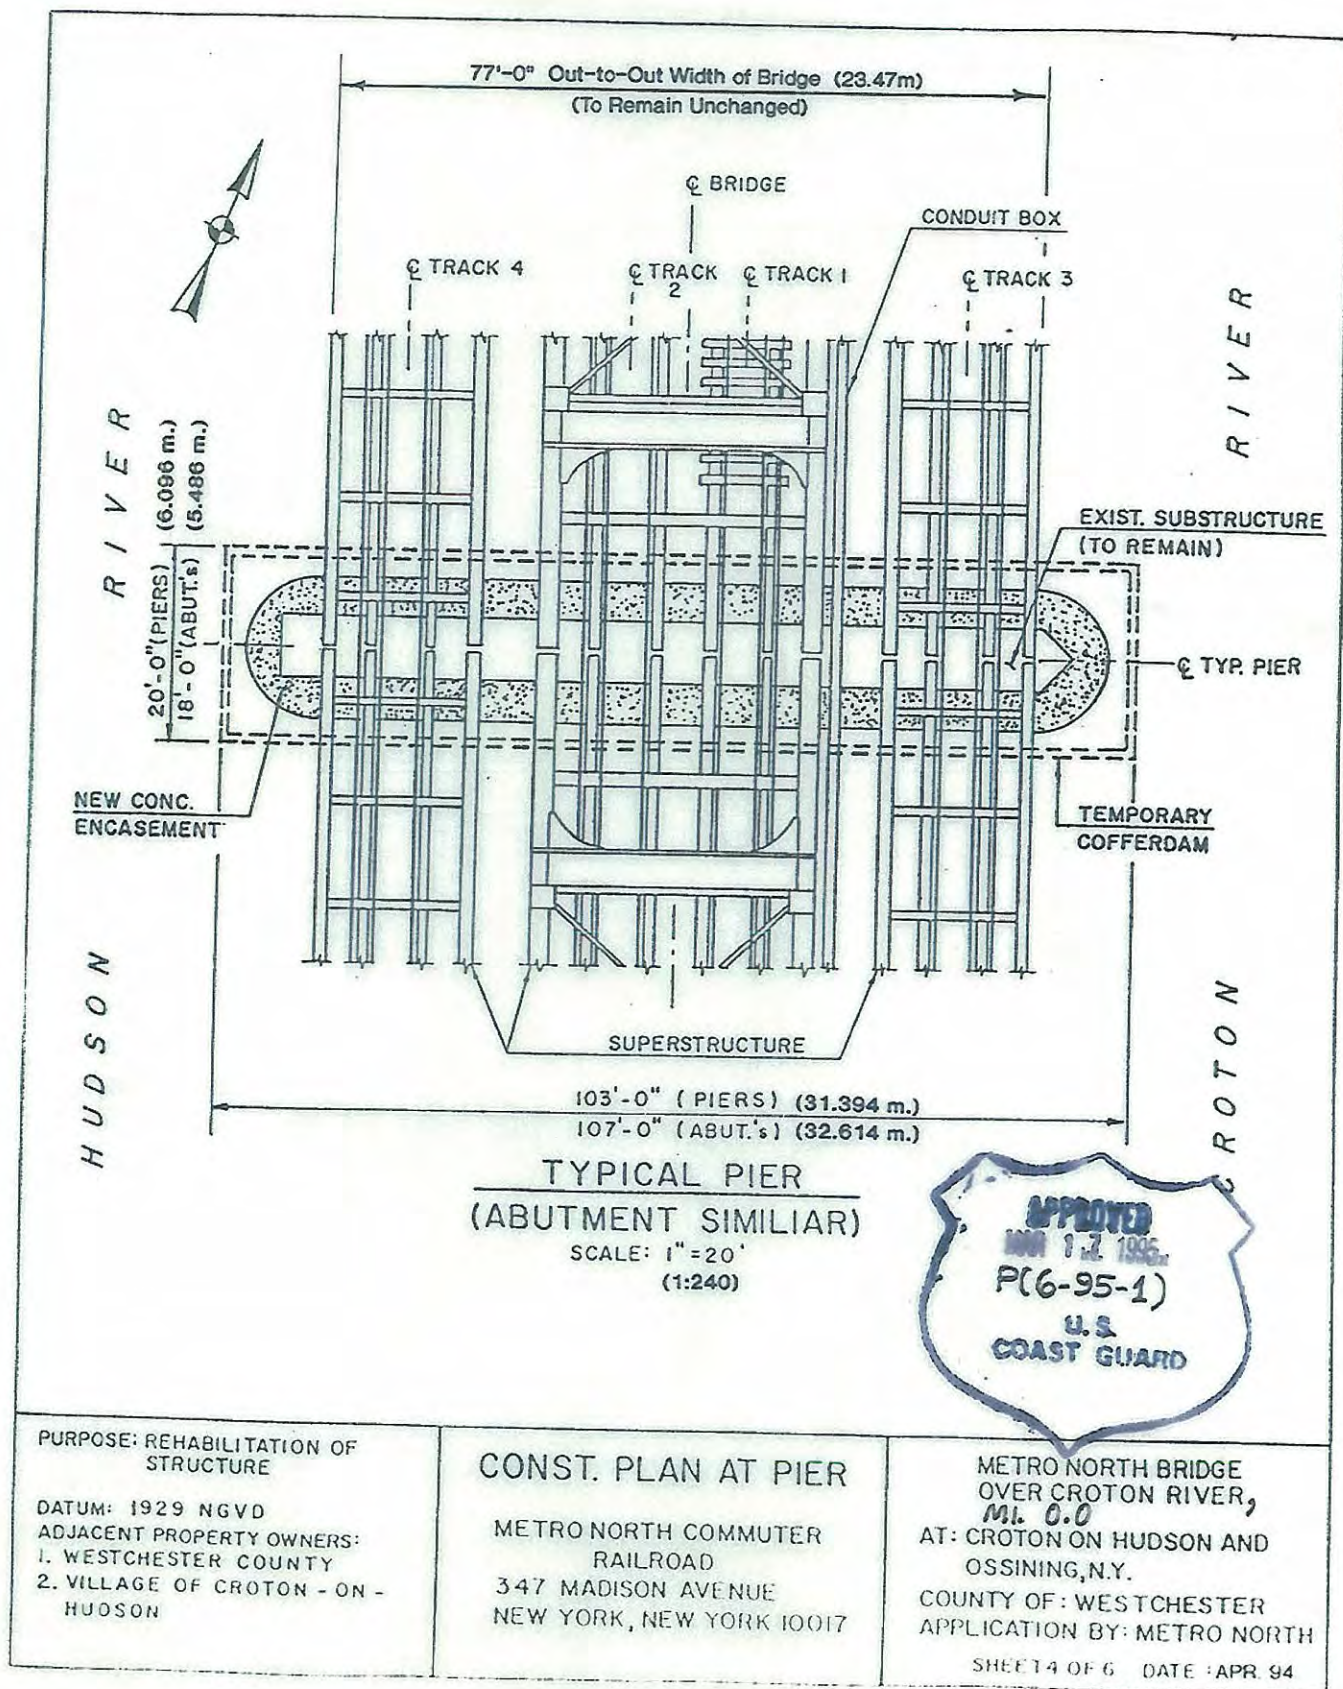 77'-0" Out-to-Out Width of Bridge (23.47m)
(To Remain Unchanged)
℄ BRIDGE
CONDUIT BOX
℄ TRACK 4
℄ TRACK
2
℄ TRACK 1
℄ TRACK 3
RIVER
RIVER
20'-0" (PIERS) (6.096 m.)
18'-0" (ABUT.'s) (5.486 m.)
EXIST. SUBSTRUCTURE
(TO REMAIN)
℄ TYP. PIER
NEW CONC.
ENCASEMENT
TEMPORARY
COFFERDAM
HUDSON
CROTON
SUPERSTRUCTURE
103'-0" (PIERS) (31.394 m.)
107'-0" (ABUT.'s) (32.614 m.)
TYPICAL PIER
(ABUTMENT SIMILIAR)
SCALE: 1"=20'
(1:240)
APPROVED
1995
P(6-95-1)
U.S.
COAST GUARD
PURPOSE: REHABILITATION OF
STRUCTURE
DATUM: 1929 NGVD
ADJACENT PROPERTY OWNERS:
1. WESTCHESTER COUNTY
2. VILLAGE OF CROTON-ON-
HUDSON
CONST. PLAN AT PIER
METRO NORTH COMMUTER
RAILROAD
347 MADISON AVENUE
NEW YORK, NEW YORK 10017
METRO NORTH BRIDGE
OVER CROTON RIVER,
MI. 0.0
AT: CROTON ON HUDSON AND
OSSINING, N.Y.
COUNTY OF: WESTCHESTER
APPLICATION BY: METRO NORTH
SHEET 4 OF 6 DATE: APR. 94